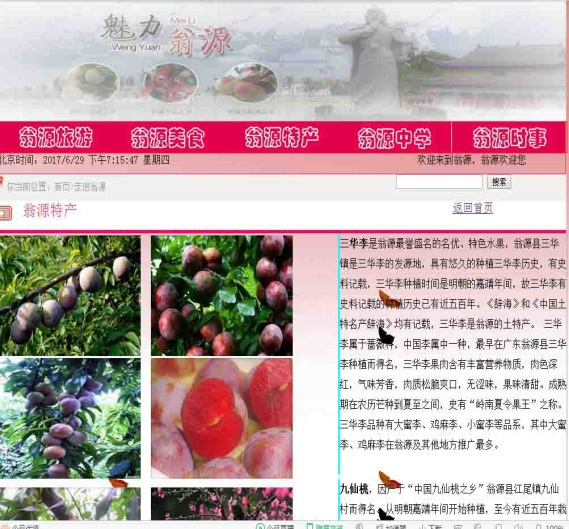 魅力
Mei Li
翁源
Weng Yuan
翁源旅游 翁源美食 翁源特产 翁源中学 翁源时事
北京时间：2017/6/29 下午7:15:47 星期四
欢迎来到翁源，翁源欢迎您
你当前位置：首页>走进翁源
搜索
翁源特产
返回首页
三华李是翁源最誉盛名的名优、特色水果，翁源县三华
镇是三华李的发源地，具有悠久的种植三华李历史，有史
料记载，三华李种植时间是明朝的嘉靖年间，故三华李有
史料记载的种植历史已有近五百年。《辞海》和《中国土
特名产辞海》均有记载，三华李是翁源的土特产。 三华
李属于蔷薇科，中国李属中一种，最早在广东翁源县三华
李种植而得名，三华李果肉含有丰富营养物质，肉色深
红，气味芳香，肉质松脆爽口，无涩味，果味清甜。成熟
期在农历芒种到夏至之间，史有“岭南夏令果王”之称。
三华李品种有大蜜李、鸡麻李、小蜜李等品系，其中大蜜
李、鸡麻李在翁源及其他地方推广最多。
九仙桃，因产于“中国九仙桃之乡”翁源县江尾镇九仙
村而得名，从明朝嘉靖年间开始种植，至今有近五百年栽